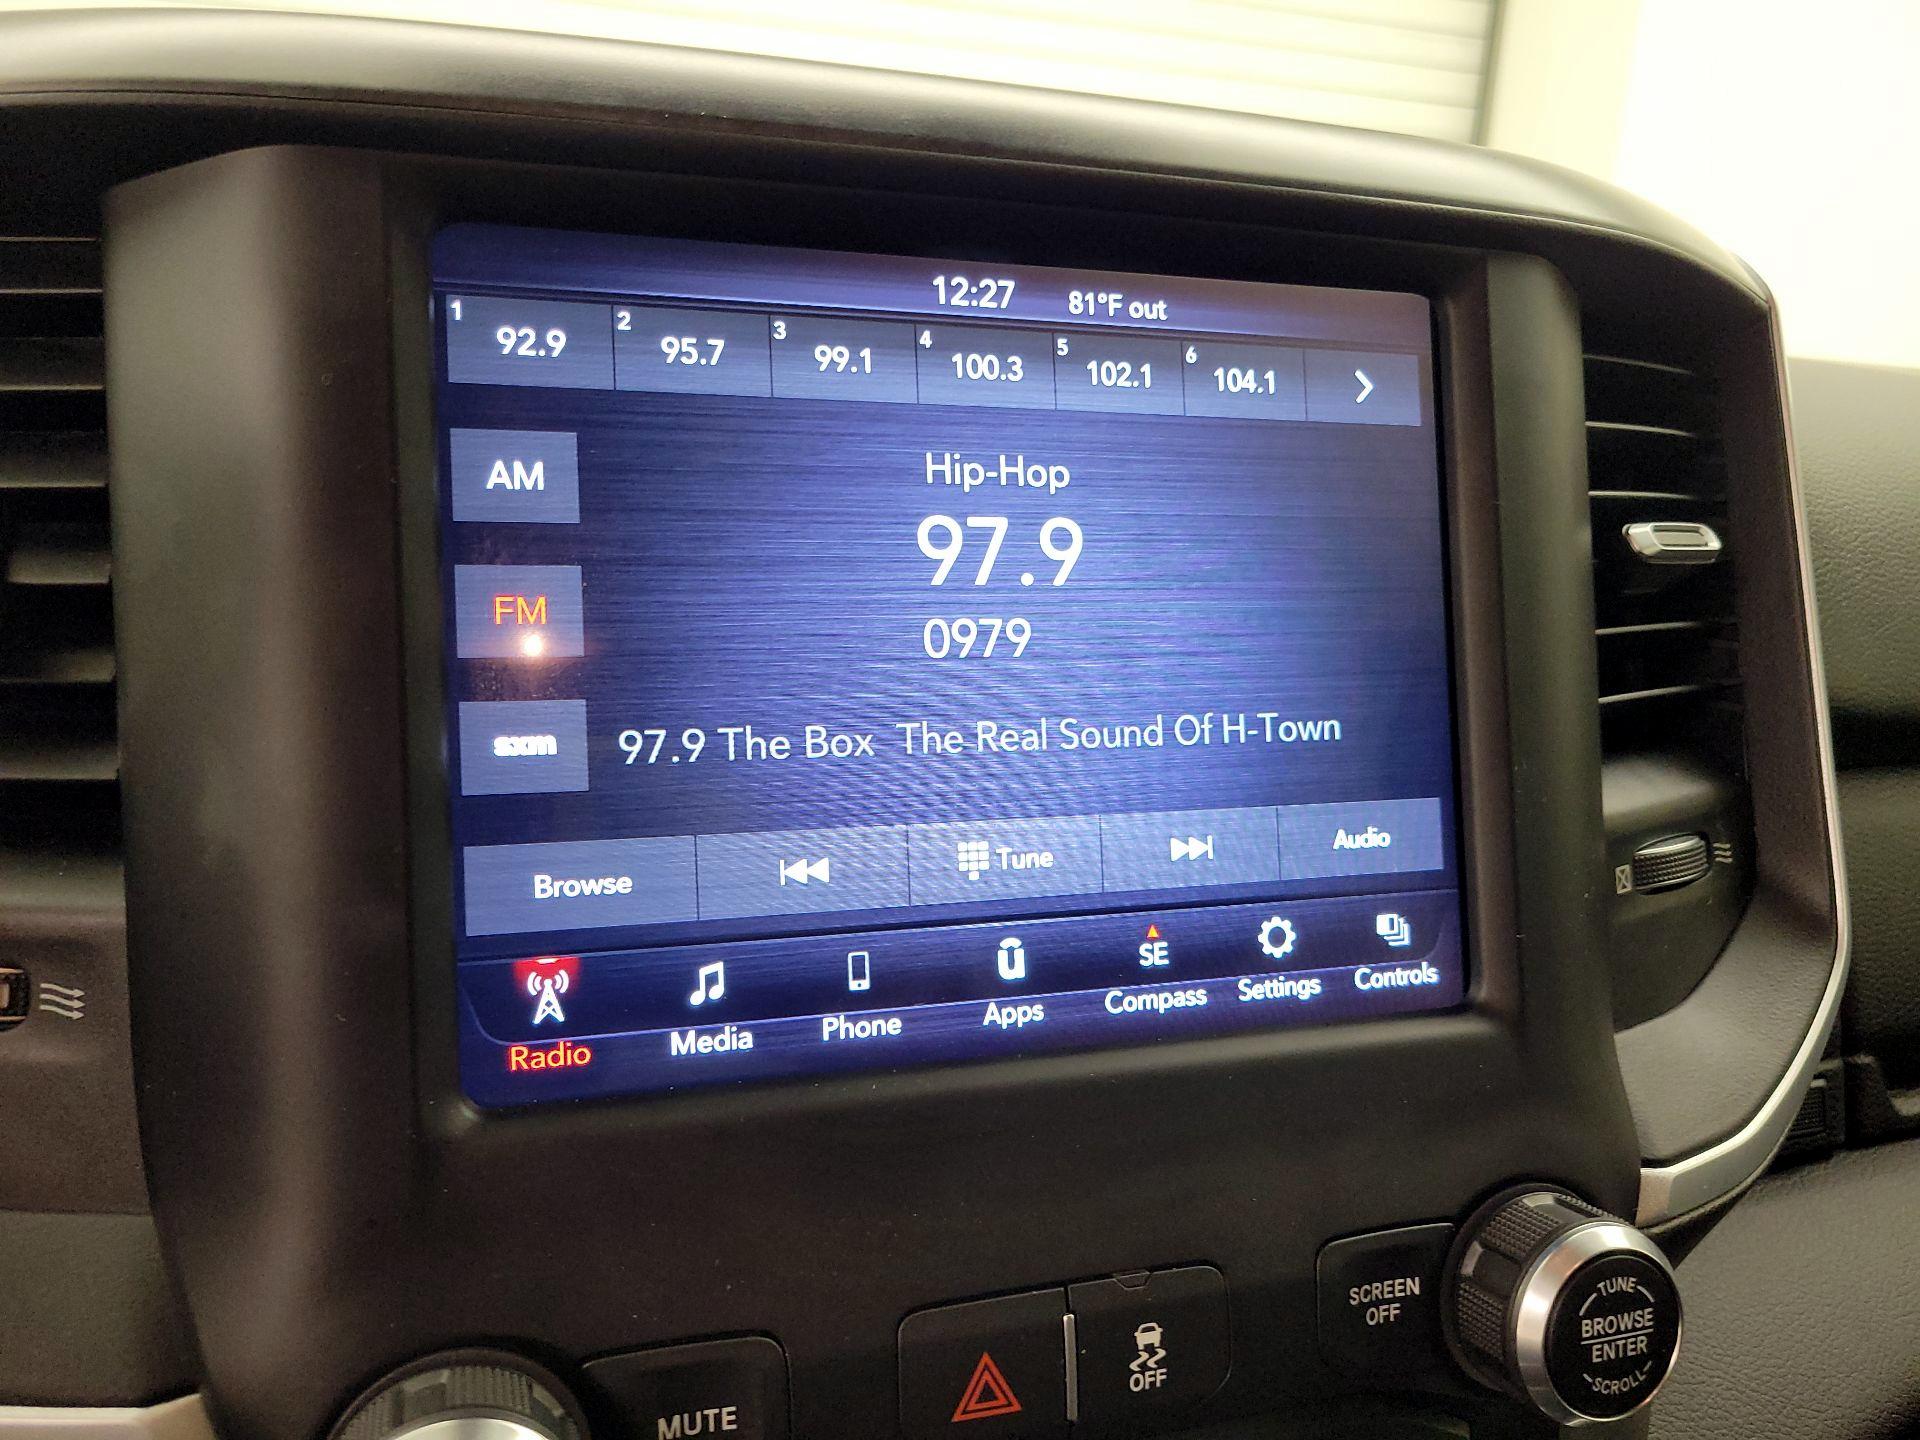 12:27 81°F out
1 92.9 2 95.7 3 99.1 4 100.3 5 102.1 6 104.1
AM
Hip-Hop
97.9
FM
0979
sxm
97.9 The Box The Real Sound Of H-Town
Browse Tune Audio
SE
Radio Media Phone Apps Compass Settings Controls
SCREEN
OFF
TUNE
BROWSE
ENTER
SCROLL
OFF
MUTE